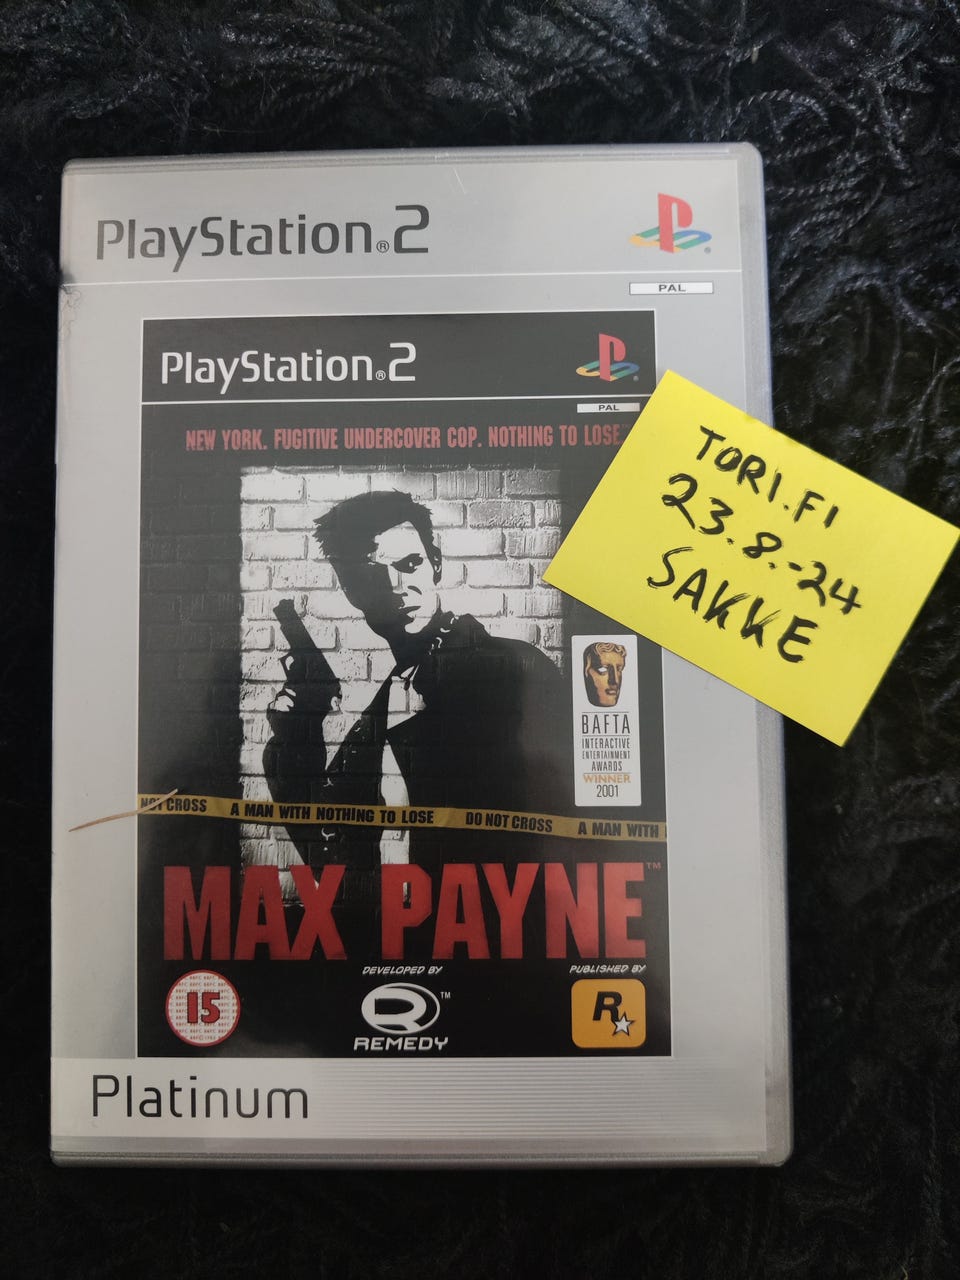 PlayStation®2
PAL
PlayStation®2
PAL
NEW YORK. FUGITIVE UNDERCOVER COP. NOTHING TO LOSE.
TORI.FI
23.8.-24
SAKKE
BAFTA
INTERACTIVE
ENTERTAINMENT
AWARDS
WINNER
2001
NOT CROSS A MAN WITH NOTHING TO LOSE DO NOT CROSS A MAN WITH
MAX PAYNE™
DEVELOPED BY
PUBLISHED BY
15
REMEDY™
R
Platinum